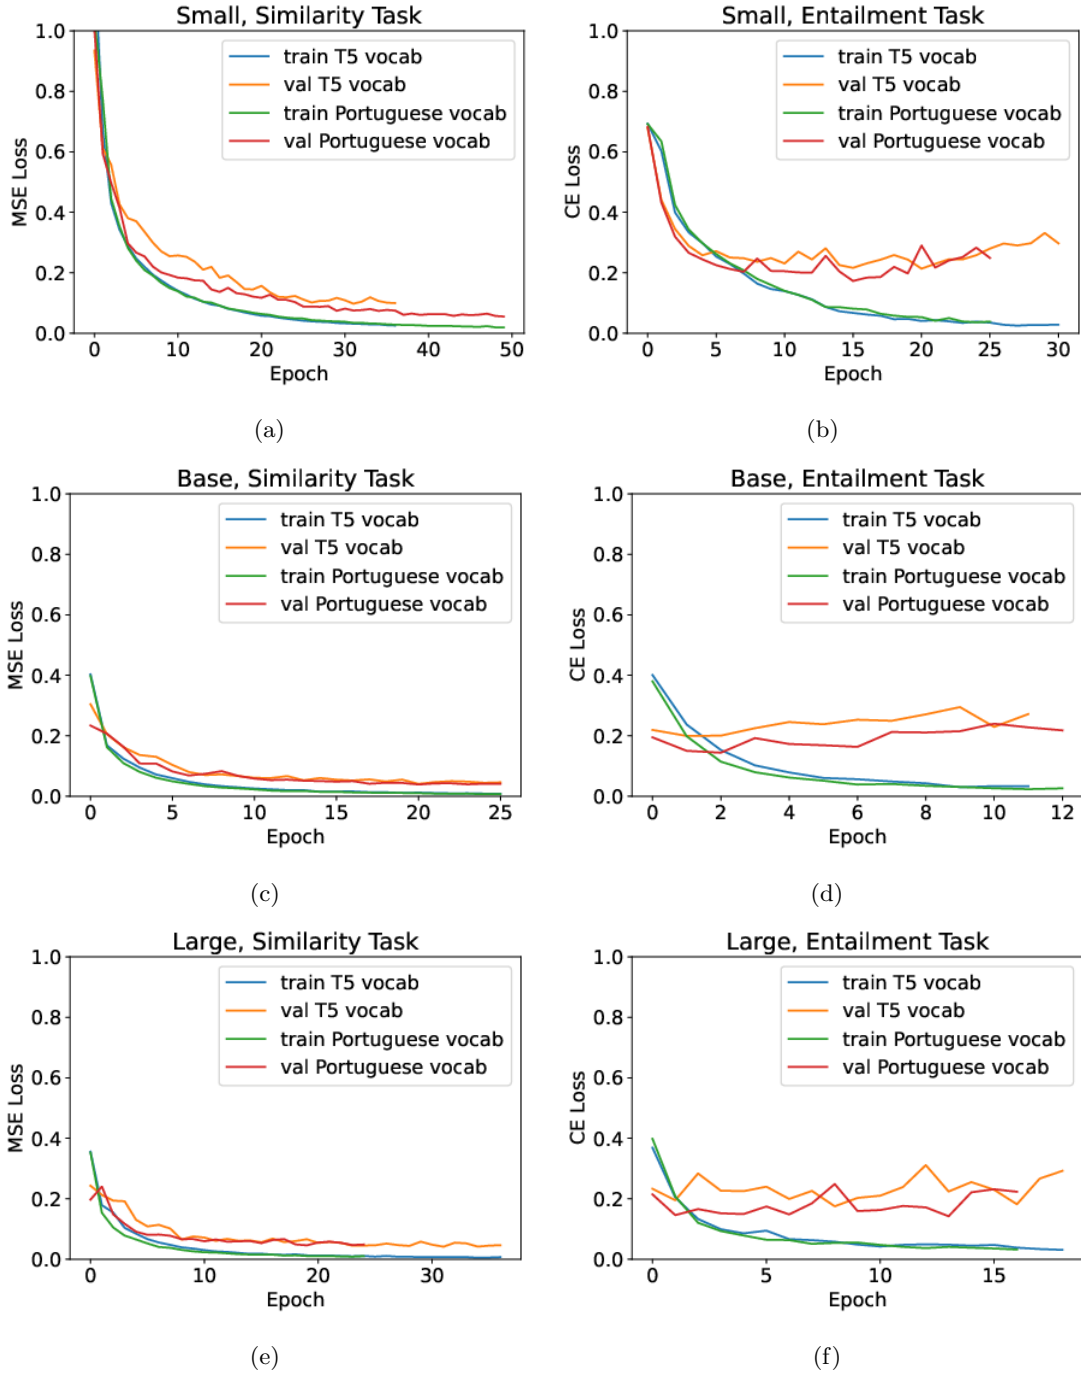 Small, Similarity Task
1.0
0.8
0.6
0.4
0.2
0.0
MSE Loss
train T5 vocab
val T5 vocab
train Portuguese vocab
val Portuguese vocab
0 10 20 30 40 50
Epoch
(a)
Small, Entailment Task
1.0
0.8
0.6
0.4
0.2
0.0
CE Loss
train T5 vocab
val T5 vocab
train Portuguese vocab
val Portuguese vocab
0 5 10 15 20 25 30
Epoch
(b)
Base, Similarity Task
1.0
0.8
0.6
0.4
0.2
0.0
MSE Loss
train T5 vocab
val T5 vocab
train Portuguese vocab
val Portuguese vocab
0 5 10 15 20 25
Epoch
(c)
Base, Entailment Task
1.0
0.8
0.6
0.4
0.2
0.0
CE Loss
train T5 vocab
val T5 vocab
train Portuguese vocab
val Portuguese vocab
0 2 4 6 8 10 12
Epoch
(d)
Large, Similarity Task
1.0
0.8
0.6
0.4
0.2
0.0
MSE Loss
train T5 vocab
val T5 vocab
train Portuguese vocab
val Portuguese vocab
0 10 20 30
Epoch
(e)
Large, Entailment Task
1.0
0.8
0.6
0.4
0.2
0.0
CE Loss
train T5 vocab
val T5 vocab
train Portuguese vocab
val Portuguese vocab
0 5 10 15
Epoch
(f)